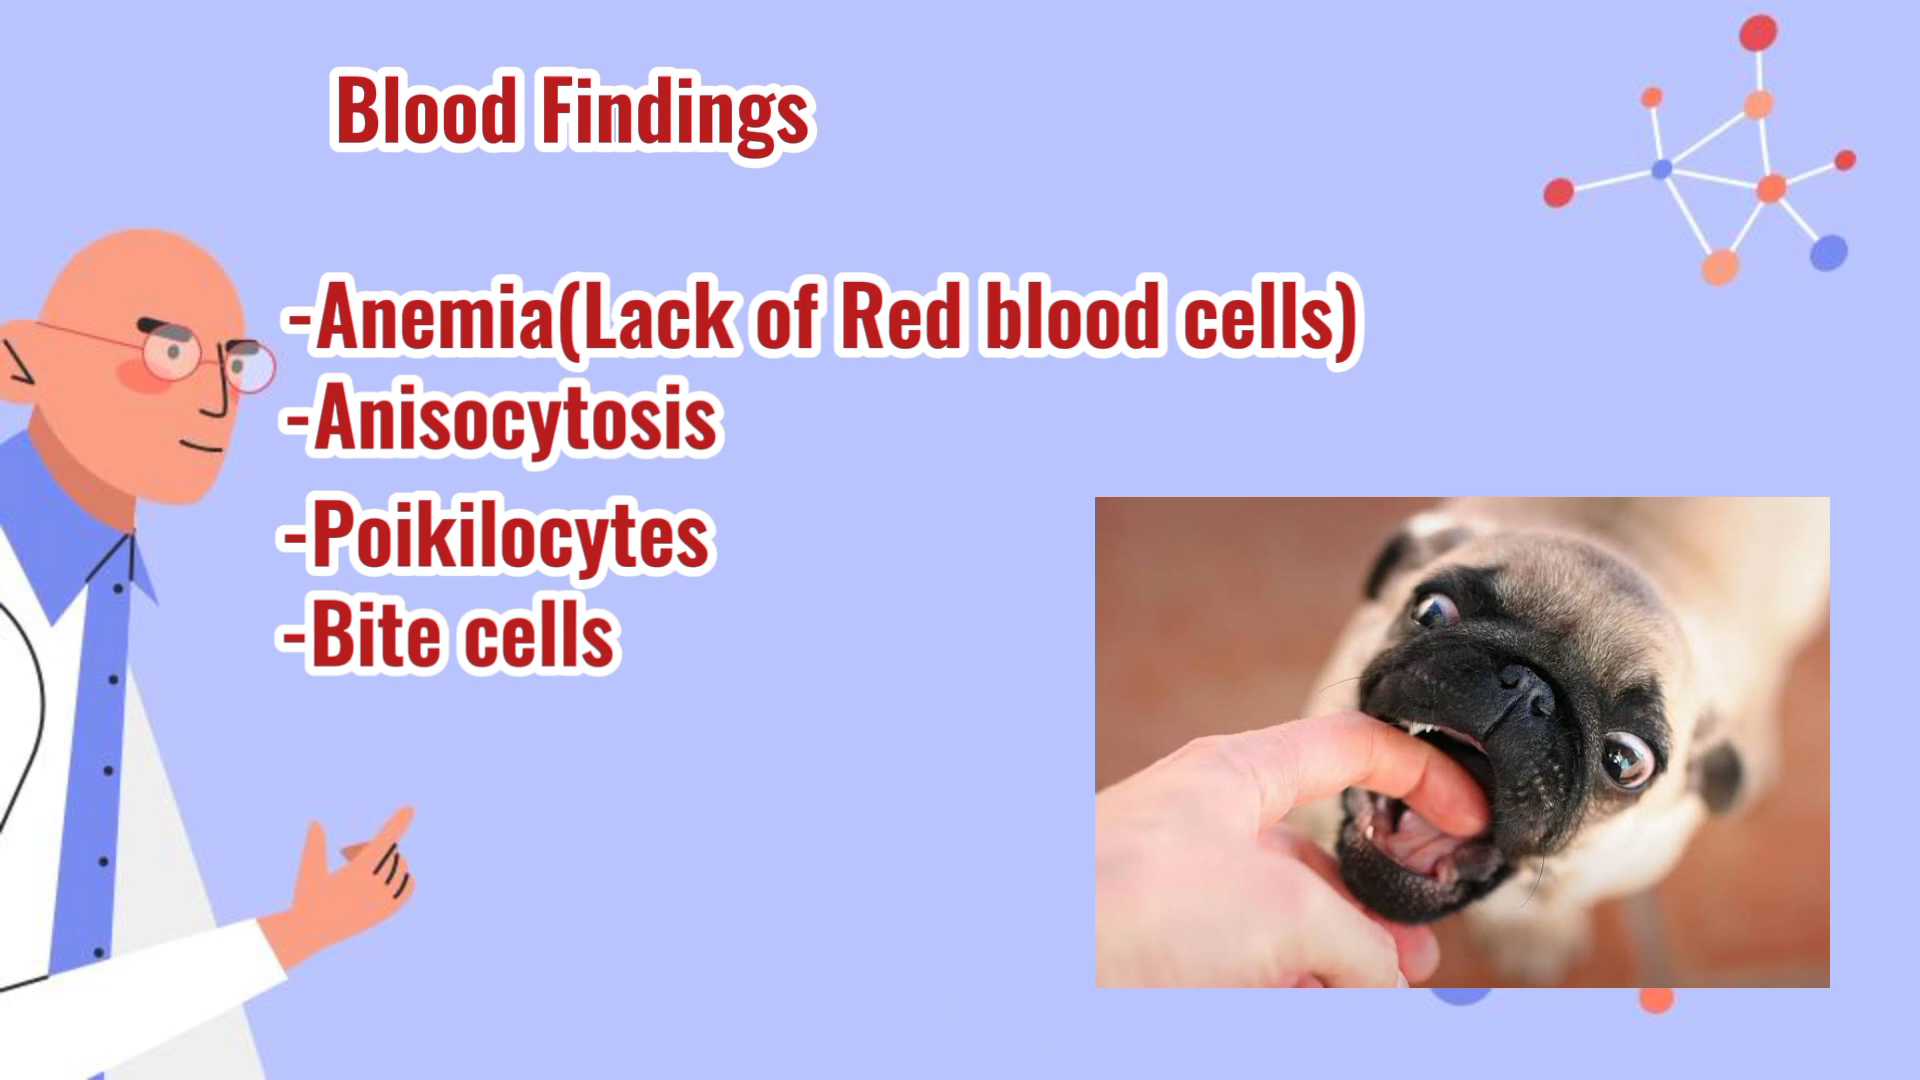 Blood Findings
-Anemia(Lack of Red blood cells)
-Anisocytosis
-Poikilocytes
-Bite cells